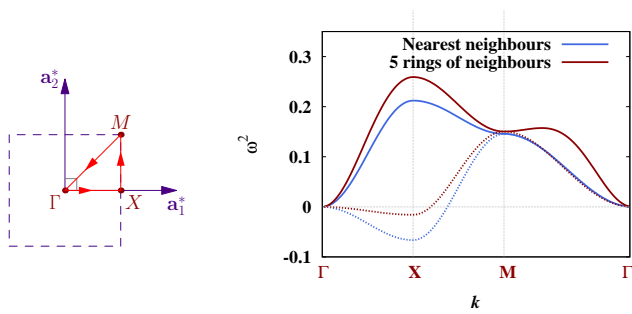 a₂*
M
Γ
X
a₁*
Nearest neighbours
5 rings of neighbours
ω²
0.3
0.2
0.1
0
-0.1
Γ
X
M
Γ
k